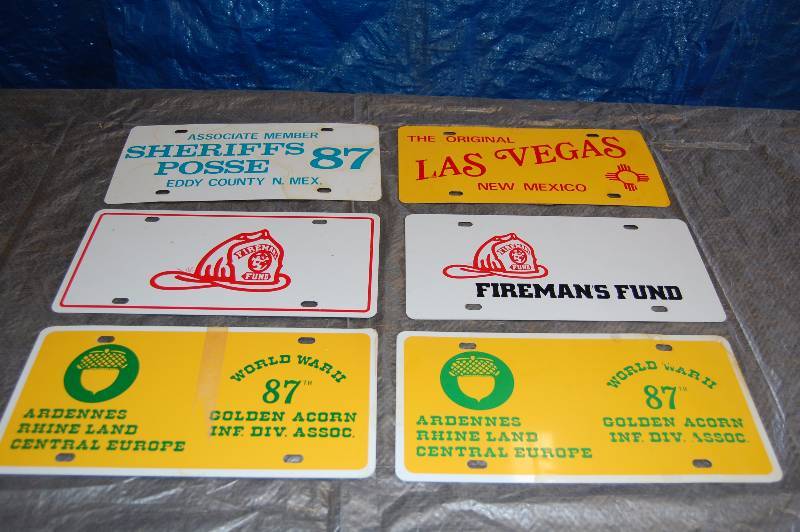 ASSOCIATE MEMBER
SHERIFFS
POSSE 87
EDDY COUNTY N. MEX.
THE ORIGINAL
LAS VEGAS
NEW MEXICO
FIREMANS
FUND
FIREMANS
FUND
FIREMAN'S FUND
ARDENNES
RHINE LAND
CENTRAL EUROPE
WORLD WAR II
87TH
GOLDEN ACORN
INF. DIV. ASSOC.
ARDENNES
RHINE LAND
CENTRAL EUROPE
WORLD WAR II
87TH
GOLDEN ACORN
INF. DIV. ASSOC.